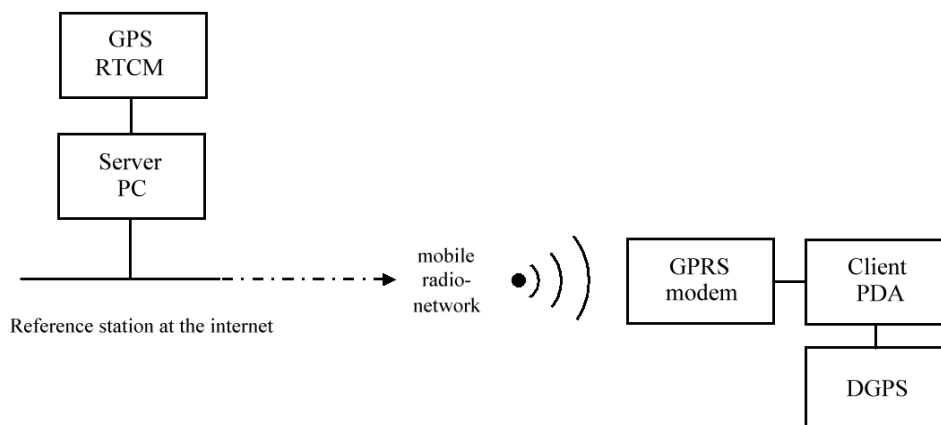 GPS
RTCM
Server
PC
Reference station at the internet
mobile
radio-
network
GPRS
modem
Client
PDA
DGPS